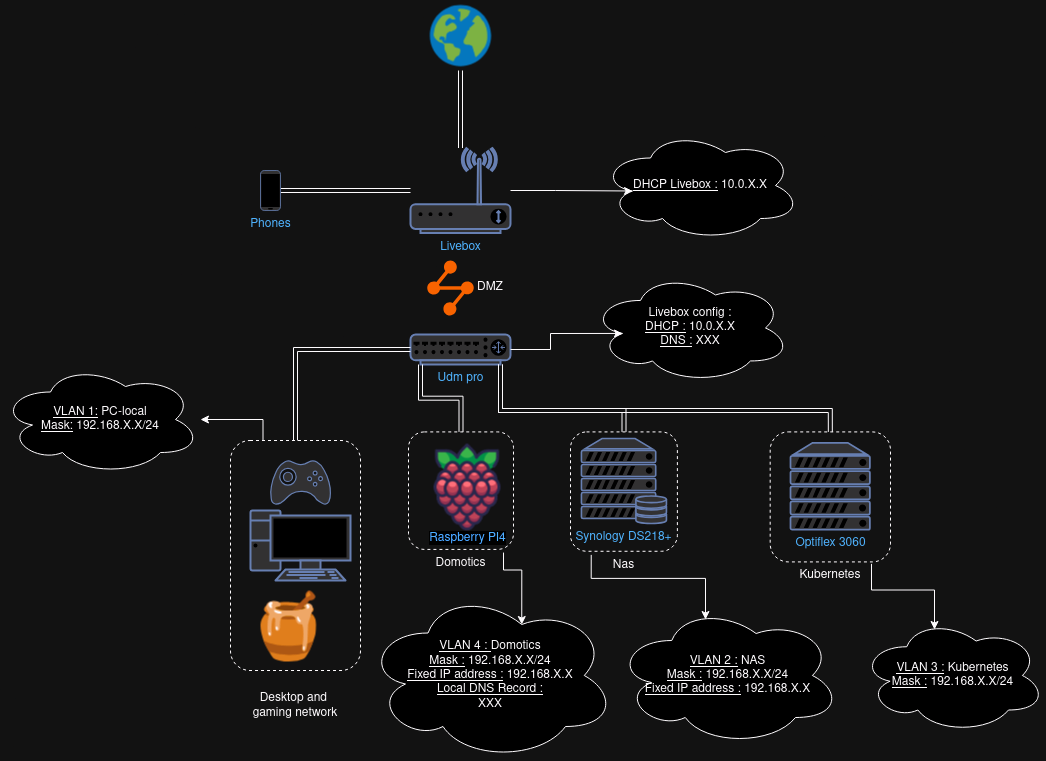 DHCP Livebox : 10.0.X.X
Phones
Livebox
DMZ
Livebox config :
DHCP : 10.0.X.X
DNS : XXX
Udm pro
VLAN 1: PC-local
Mask: 192.168.X.X/24
Raspberry PI4
Domotics
Synology DS218+
Nas
Optiflex 3060
Kubernetes
Desktop and
gaming network
VLAN 4 : Domotics
Mask : 192.168.X.X/24
Fixed IP address : 192.168.X.X
Local DNS Record :
XXX
VLAN 2 : NAS
Mask : 192.168.X.X/24
Fixed IP address : 192.168.X.X
VLAN 3 : Kubernetes
Mask : 192.168.X.X/24